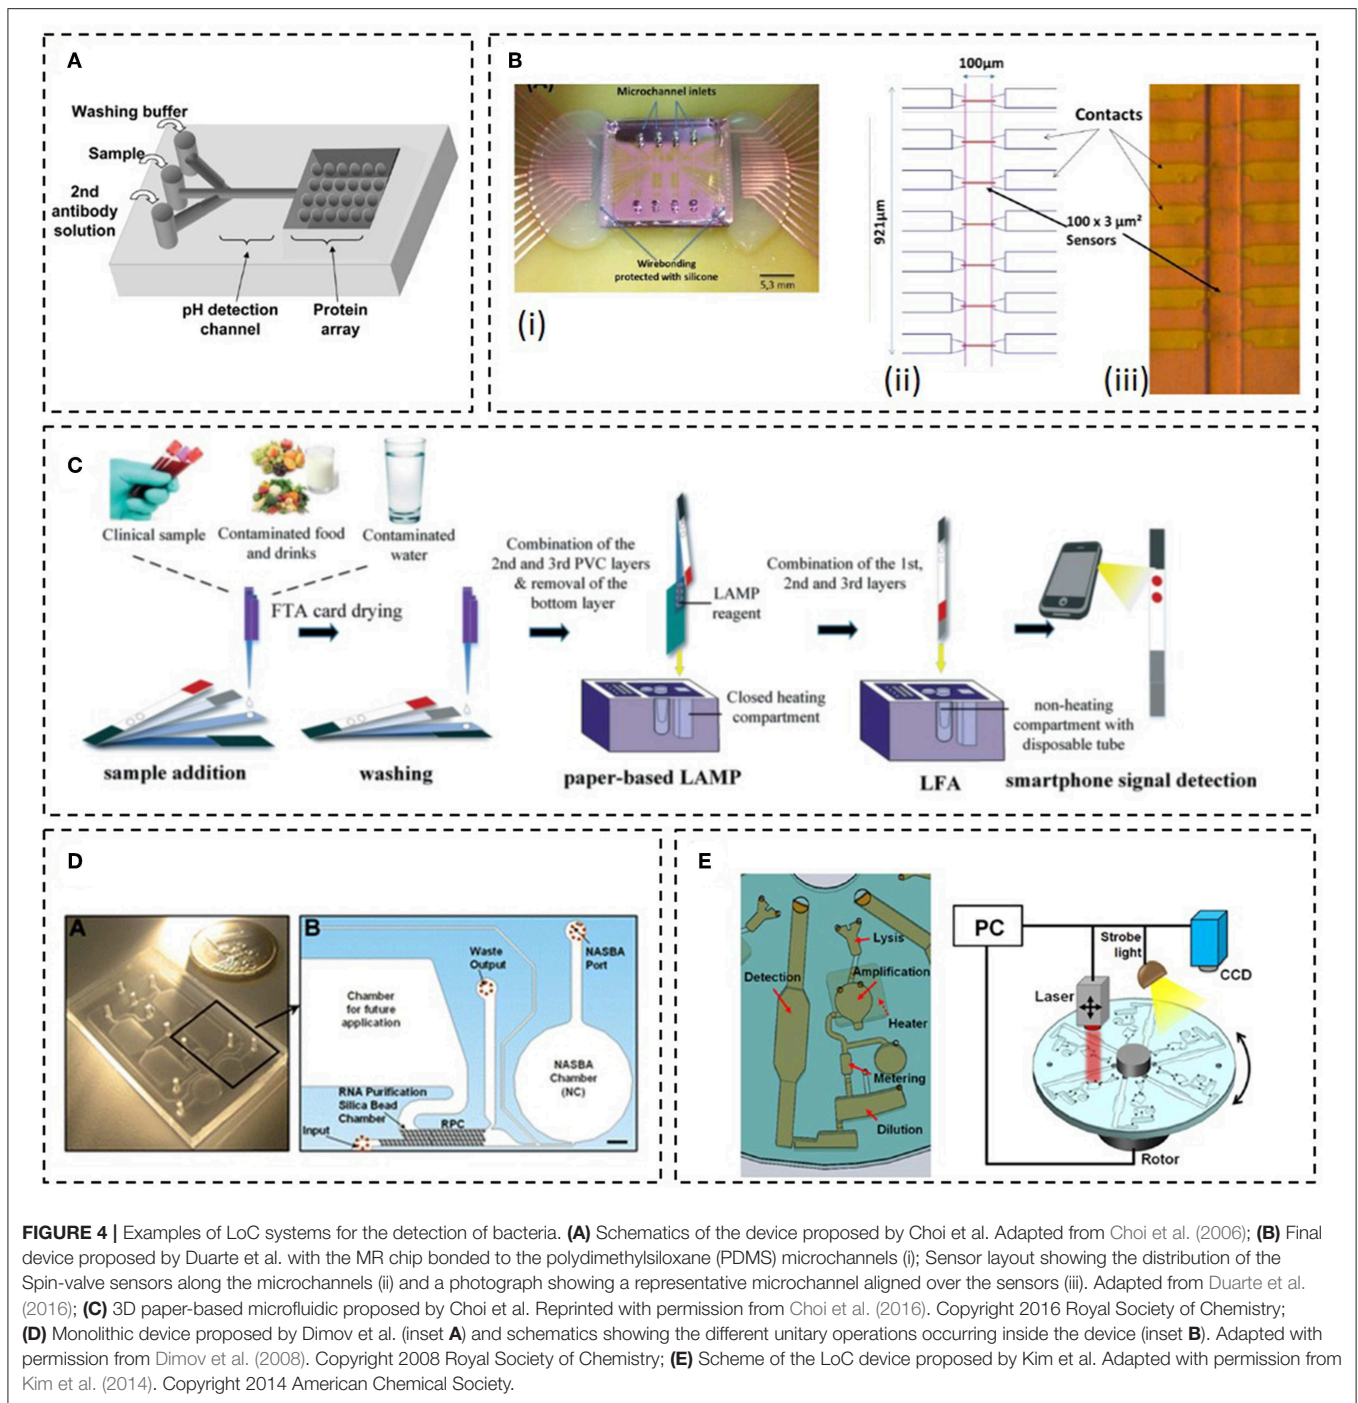 A
Washing buffer
Sample
2nd
antibody
solution
pH detection
channel
Protein
array
B
Microchannel inlets
Wirebonding
protected with silicone
5,3 mm
(i)
100μm
921μm
Contacts
100 x 3 μm²
Sensors
(ii)
(iii)
C
Clinical sample
Contaminated food
and drinks
Contaminated
water
FTA card drying
Combination of the
2nd and 3rd PVC layers
& removal of the
bottom layer
LAMP
reagent
Combination of the 1st,
2nd and 3rd layers
Closed heating
compartment
non-heating
compartment with
disposable tube
sample addition
washing
paper-based LAMP
LFA
smartphone signal detection
D
A
B
Waste
Output
NASBA
Port
Chamber
for future
application
NASBA
Chamber
(NC)
RNA Purification
Silica Bead
Chamber
RPC
Input
E
Lysis
Detection
Amplification
Heater
Metering
Dilution
PC
Strobe
light
CCD
Laser
Rotor
FIGURE 4 | Examples of LoC systems for the detection of bacteria. (A) Schematics of the device proposed by Choi et al. Adapted from Choi et al. (2006); (B) Final
device proposed by Duarte et al. with the MR chip bonded to the polydimethylsiloxane (PDMS) microchannels (i); Sensor layout showing the distribution of the
Spin-valve sensors along the microchannels (ii) and a photograph showing a representative microchannel aligned over the sensors (iii). Adapted from Duarte et al.
(2016); (C) 3D paper-based microfluidic proposed by Choi et al. Reprinted with permission from Choi et al. (2016). Copyright 2016 Royal Society of Chemistry;
(D) Monolithic device proposed by Dimov et al. (inset A) and schematics showing the different unitary operations occurring inside the device (inset B). Adapted with
permission from Dimov et al. (2008). Copyright 2008 Royal Society of Chemistry; (E) Scheme of the LoC device proposed by Kim et al. Adapted with permission from
Kim et al. (2014). Copyright 2014 American Chemical Society.